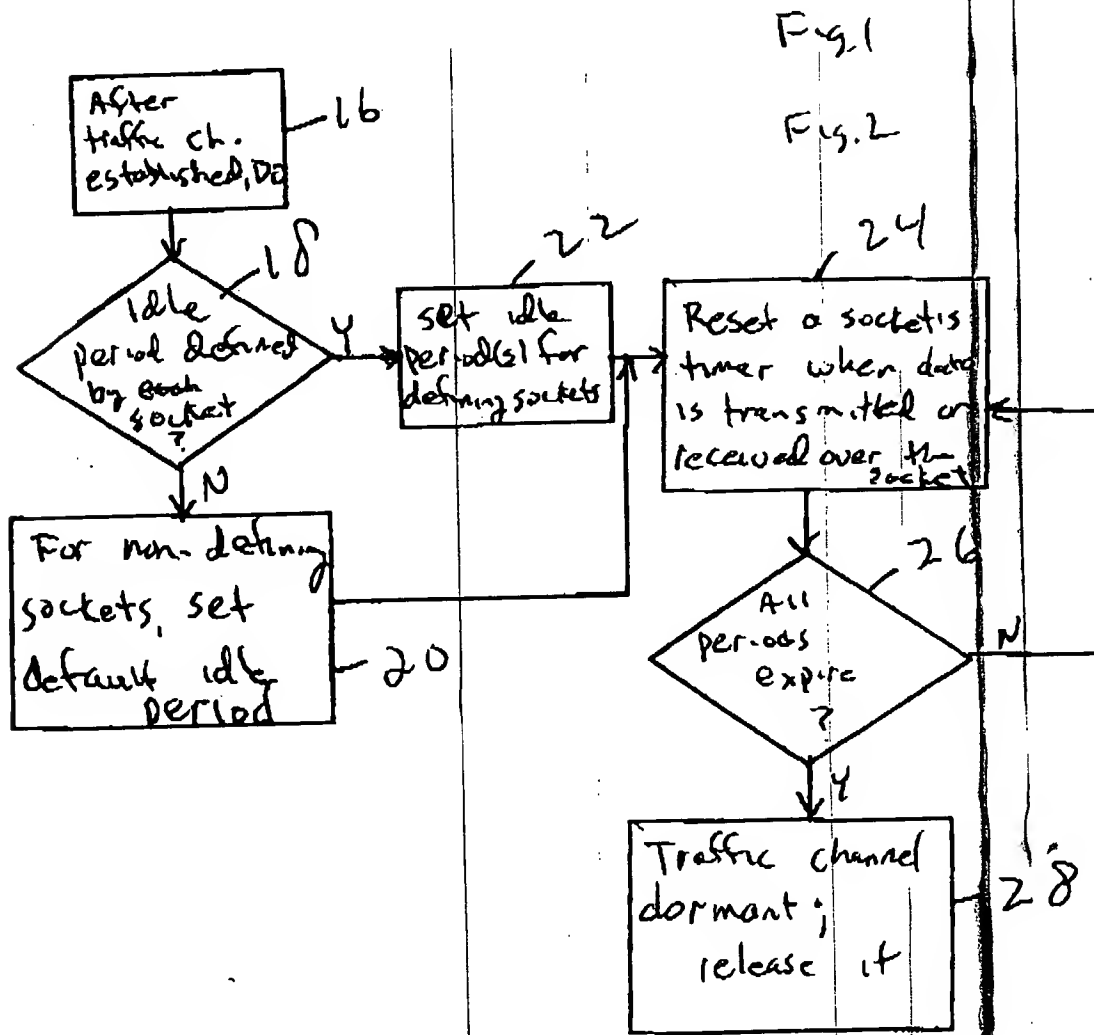 Fig.1
Fig.2
After
traffic ch.
established, Do
16
18
Idle
period defined
by each
socket
?
Y
N
22
set idle
period(s) for
defining sockets
24
Reset a socket's
timer when data
is transmitted or
received over the
socket
For non-defining
sockets, set
default idle
period
20
26
All
periods
expire
?
N
Y
Traffic channel
dormant;
release it
28